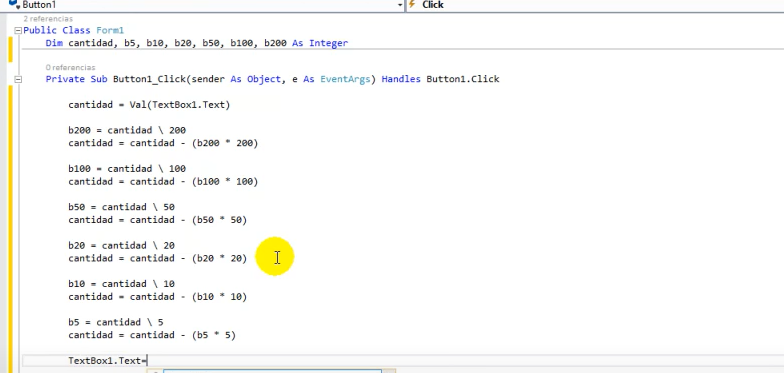 Button1
Click
2 referencias
Public Class Form1
Dim cantidad, b5, b10, b20, b50, b100, b200 As Integer
0 referencias
Private Sub Button1_Click(sender As Object, e As EventArgs) Handles Button1.Click
cantidad = Val(TextBox1.Text)
b200 = cantidad \ 200
cantidad = cantidad - (b200 * 200)
b100 = cantidad \ 100
cantidad = cantidad - (b100 * 100)
b50 = cantidad \ 50
cantidad = cantidad - (b50 * 50)
b20 = cantidad \ 20
cantidad = cantidad - (b20 * 20)
b10 = cantidad \ 10
cantidad = cantidad - (b10 * 10)
b5 = cantidad \ 5
cantidad = cantidad - (b5 * 5)
TextBox1.Text=